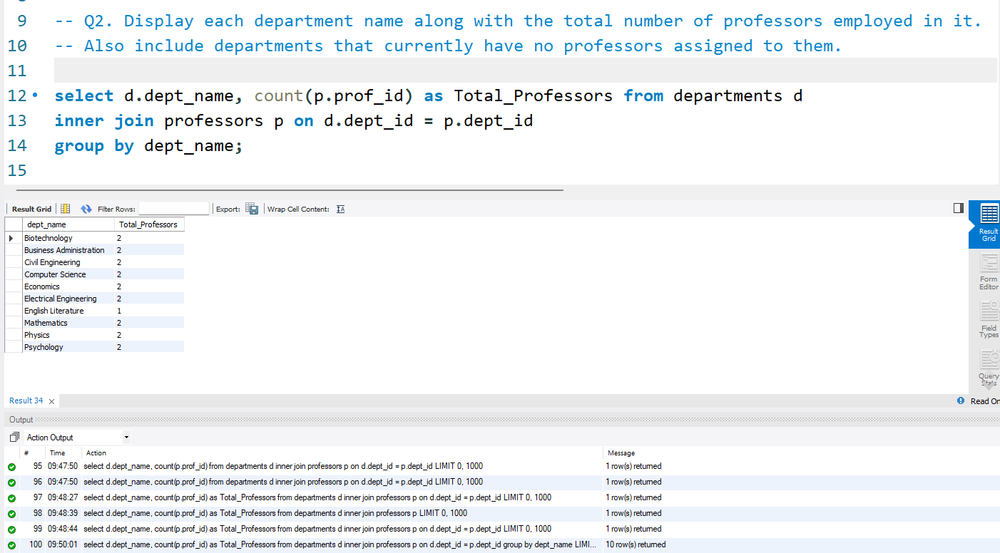 9 -- Q2. Display each department name along with the total number of professors employed in it.
10 -- Also include departments that currently have no professors assigned to them.
11
12 select d.dept_name, count(p.prof_id) as Total_Professors from departments d
13 inner join professors p on d.dept_id = p.dept_id
14 group by dept_name;
15
Result Grid Filter Rows: Export: Wrap Cell Content:
dept_name Total_Professors
Biotechnology 2
Business Administration 2
Civil Engineering 2
Computer Science 2
Economics 2
Electrical Engineering 2
English Literature 1
Mathematics 2
Physics 2
Psychology 2
Result
Grid
Form
Editor
Field
Types
Query
Stats
Result 34 Read On
Output
Action Output
# Time Action Message
95 09:47:50 select d.dept_name, count(p.prof_id) from departments d inner join professors p on d.dept_id = p.dept_id LIMIT 0, 1000 1 row(s) returned
96 09:47:50 select d.dept_name, count(p.prof_id) from departments d inner join professors p on d.dept_id = p.dept_id LIMIT 0, 1000 1 row(s) returned
97 09:48:27 select d.dept_name, count(p.prof_id) as Total_Professors from departments d inner join professors p on d.dept_id = p.dept_id LIMIT 0, 1000 1 row(s) returned
98 09:48:39 select d.dept_name, count(p.prof_id) as Total_Professors from departments d inner join professors p LIMIT 0, 1000 1 row(s) returned
99 09:48:44 select d.dept_name, count(p.prof_id) as Total_Professors from departments d inner join professors p on d.dept_id = p.dept_id LIMIT 0, 1000 1 row(s) returned
100 09:50:01 select d.dept_name, count(p.prof_id) as Total_Professors from departments d inner join professors p on d.dept_id = p.dept_id group by dept_name LIMI... 10 row(s) returned